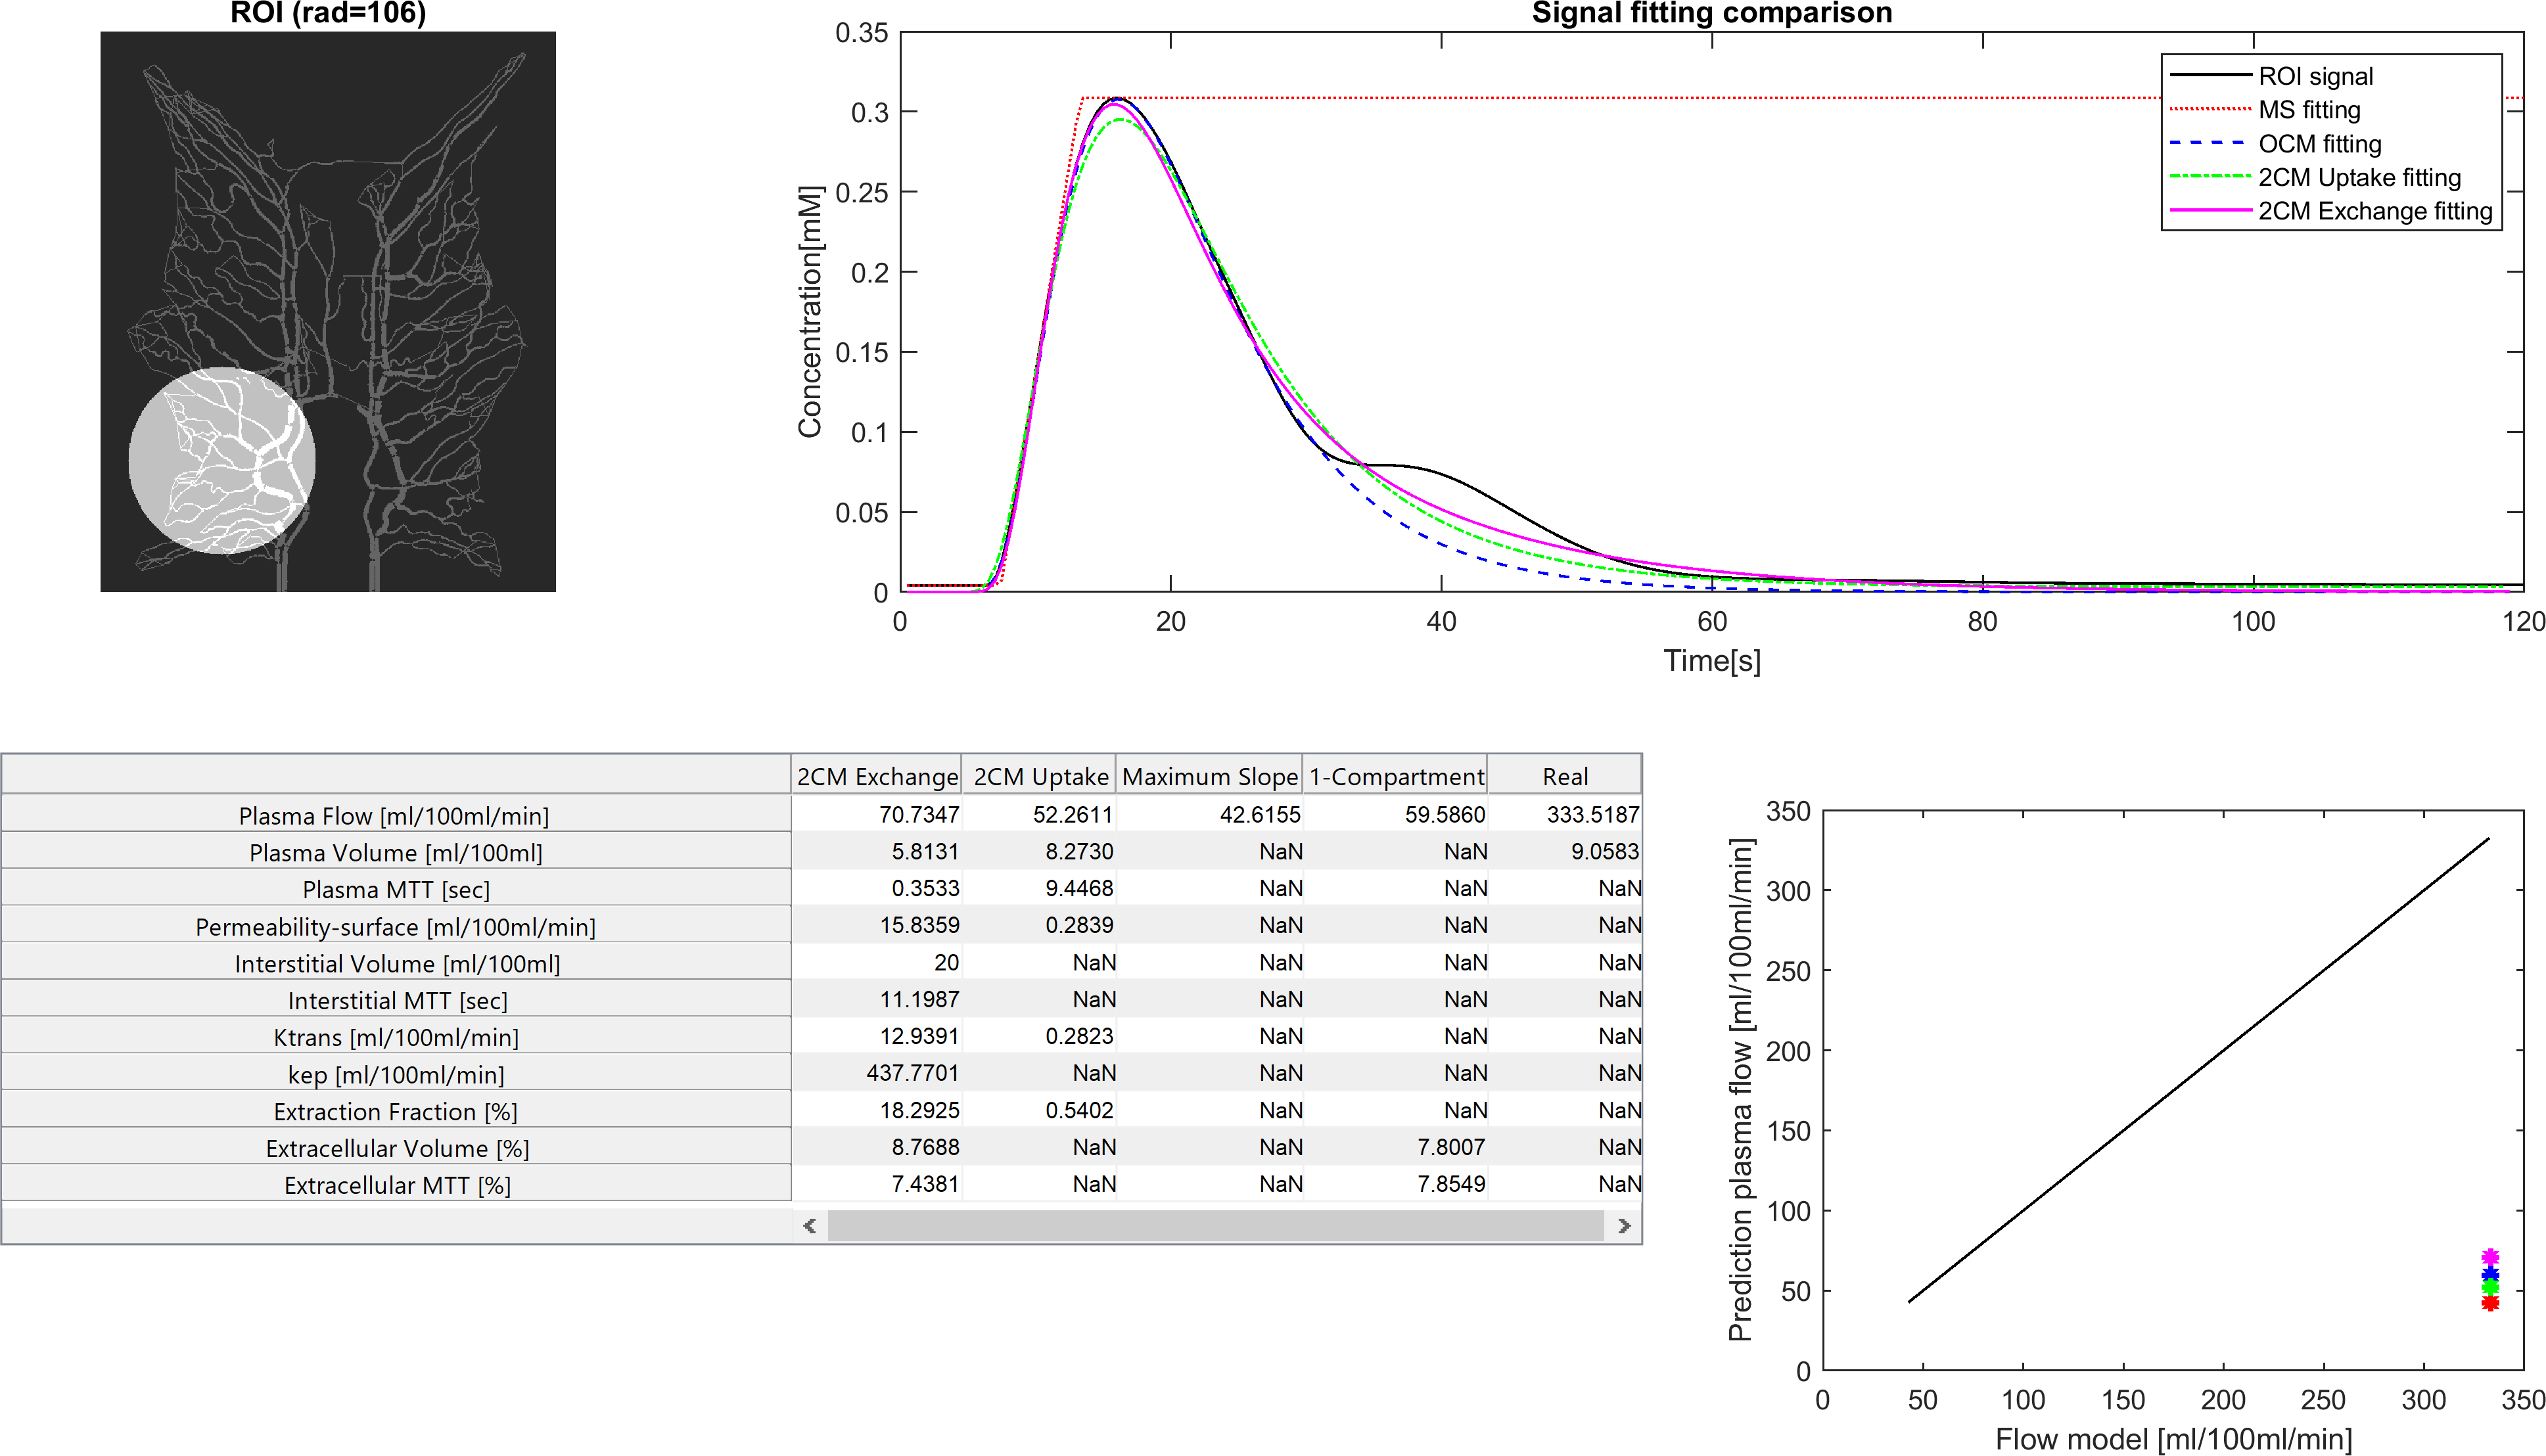 ROI (rad=106)
Signal fitting comparison
0.35
0.3
0.25
0.2
0.15
0.1
0.05
0
Concentration[mM]
0 20 40 60 80 100 120
Time[s]
ROI signal
MS fitting
OCM fitting
2CM Uptake fitting
2CM Exchange fitting
2CM Exchange 2CM Uptake Maximum Slope 1-Compartment Real
Plasma Flow [ml/100ml/min] 70.7347 52.2611 42.6155 59.5860 333.5187
Plasma Volume [ml/100ml] 5.8131 8.2730 NaN NaN 9.0583
Plasma MTT [sec] 0.3533 9.4468 NaN NaN NaN
Permeability-surface [ml/100ml/min] 15.8359 0.2839 NaN NaN NaN
Interstitial Volume [ml/100ml] 20 NaN NaN NaN NaN
Interstitial MTT [sec] 11.1987 NaN NaN NaN NaN
Ktrans [ml/100ml/min] 12.9391 0.2823 NaN NaN NaN
kep [ml/100ml/min] 437.7701 NaN NaN NaN NaN
Extraction Fraction [%] 18.2925 0.5402 NaN NaN NaN
Extracellular Volume [%] 8.7688 NaN NaN 7.8007 NaN
Extracellular MTT [%] 7.4381 NaN NaN 7.8549 NaN
350
300
250
200
150
100
50
0
Prediction plasma flow [ml/100ml/min]
0 50 100 150 200 250 300 350
Flow model [ml/100ml/min]